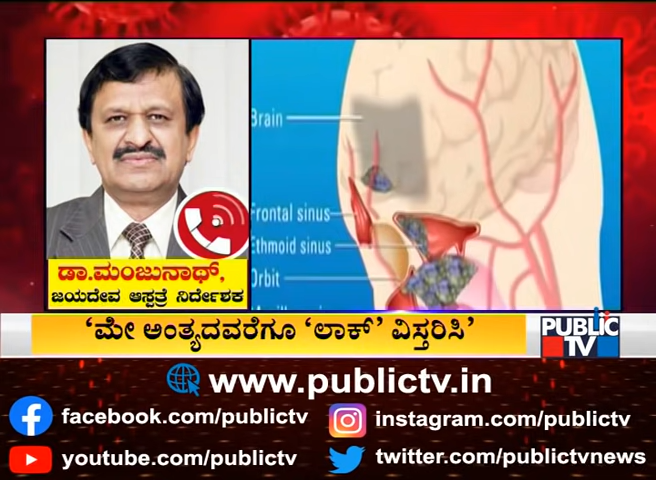 Brain
Frontal sinus
Ethmoid sinus
Orbit
ಡಾ.ಮಂಜುನಾಥ್,
ಜಯದೇವ ಆಸ್ಪತ್ರೆ ನಿರ್ದೇಶಕ
‘ಮೇ ಅಂತ್ಯದವರೆಗೂ ‘ಲಾಕ್’ ವಿಸ್ತರಿಸಿ’
PUBLIC
TV
www.publictv.in
facebook.com/publictv
instagram.com/publictv
youtube.com/publictv
twitter.com/publictvnews